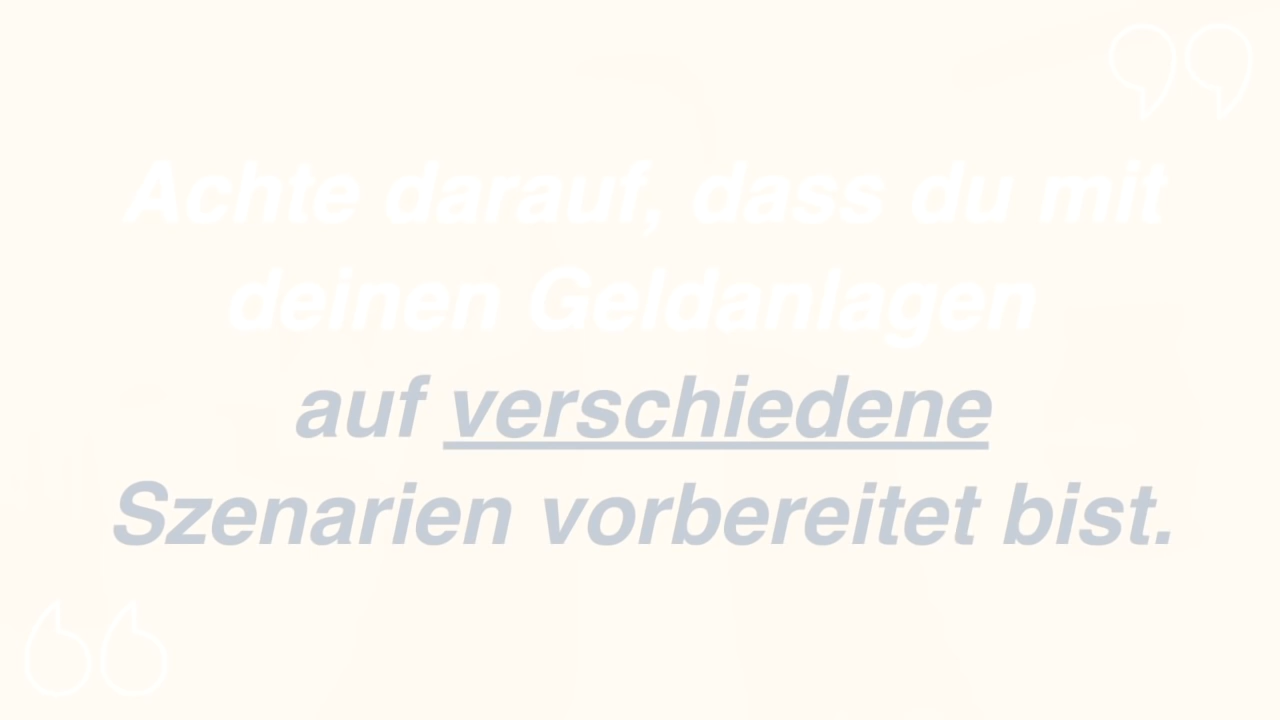 Achte darauf, dass du mit
deinen Geldanlagen
auf verschiedene
Szenarien vorbereitet bist.